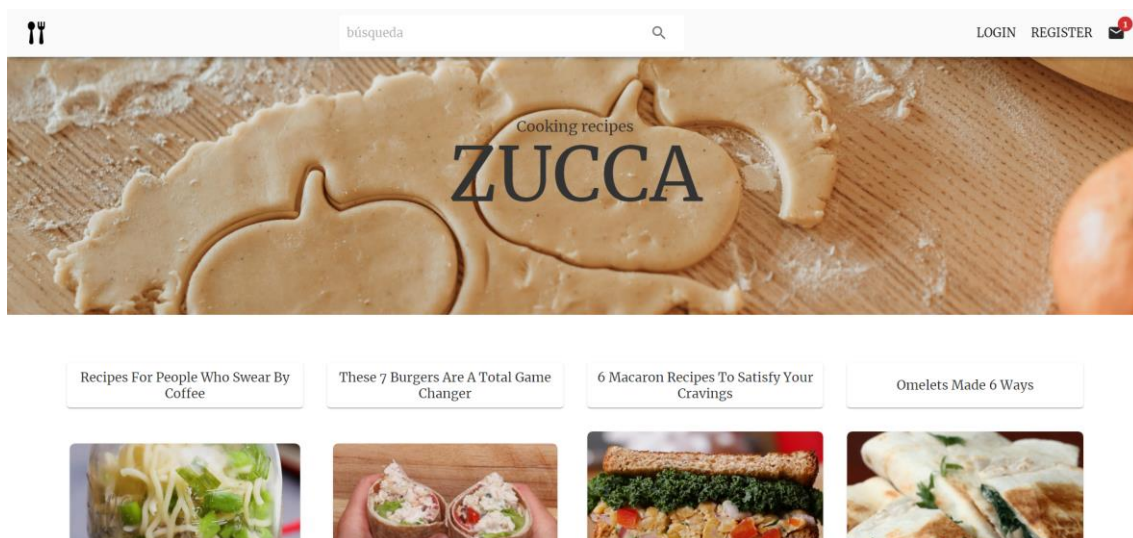 búsqueda
LOGIN REGISTER 1
Cooking recipes
ZUCCA
Recipes For People Who Swear By
Coffee
These 7 Burgers Are A Total Game
Changer
6 Macaron Recipes To Satisfy Your
Cravings
Omelets Made 6 Ways